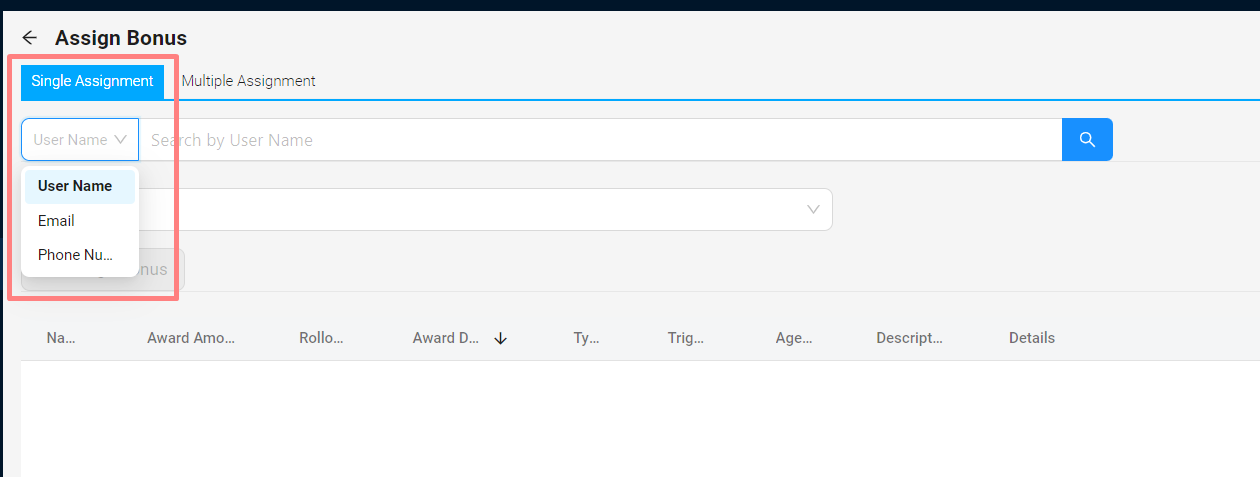 Assign Bonus
Single Assignment Multiple Assignment
User Name Search by User Name
User Name
Email
Phone Nu...
nus
Na... Award Amo... Rollo... Award D... Ty... Trig... Age... Descript... Details